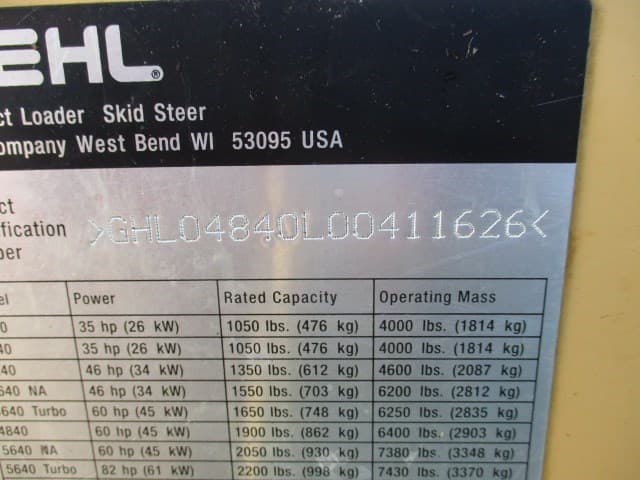 EHL®
ct Loader Skid Steer
ompany West Bend WI 53095 USA
ct
ification
ber
>GHL04840L00411626<
el Power Rated Capacity Operating Mass
0 35 hp (26 kW) 1050 lbs. (476 kg) 4000 lbs. (1814 kg)
40 35 hp (26 kW) 1050 lbs. (476 kg) 4000 lbs. (1814 kg)
40 46 hp (34 kW) 1350 lbs. (612 kg) 4600 lbs. (2087 kg)
640 NA 46 hp (34 kW) 1550 lbs. (703 kg) 6200 lbs. (2812 kg)
640 Turbo 60 hp (45 kW) 1650 lbs. (748 kg) 6250 lbs. (2835 kg)
4840 60 hp (45 kW) 1900 lbs. (862 kg) 6400 lbs. (2903 kg)
5640 NA 60 hp (45 kW) 2050 lbs. (930 kg) 7380 lbs. (3348 kg)
5640 Turbo 82 hp (61 kW) 2200 lbs. (998 kg) 7430 lbs. (3370 kg)